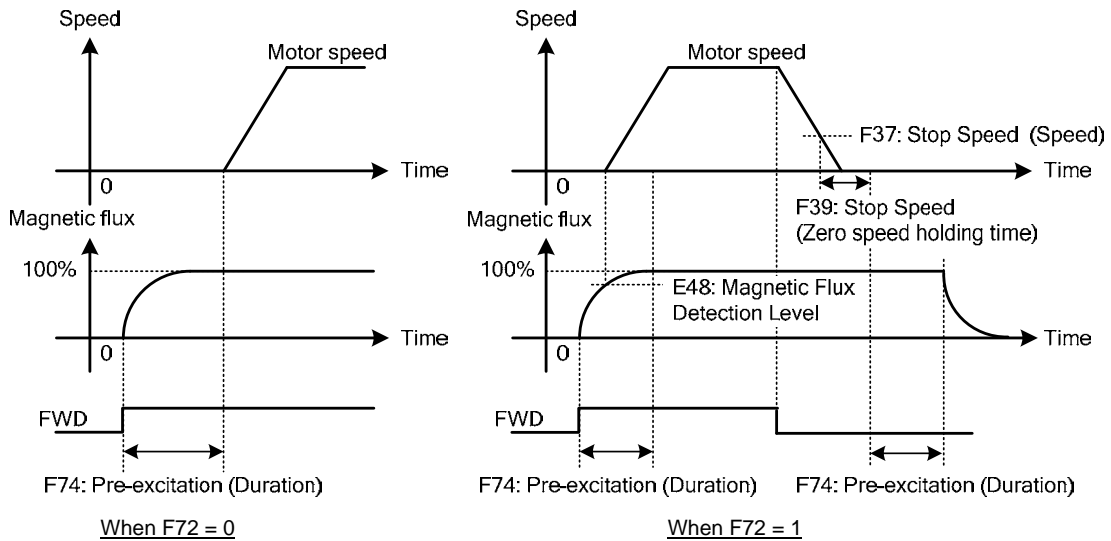 Speed
Motor speed
Time
0
Magnetic flux
100%
Time
0
FWD
F74: Pre-excitation (Duration)
When F72 = 0
Speed
Motor speed
F37: Stop Speed (Speed)
Time
0
F39: Stop Speed
(Zero speed holding time)
Magnetic flux
100%
E48: Magnetic Flux
Detection Level
Time
0
FWD
F74: Pre-excitation (Duration)
F74: Pre-excitation (Duration)
When F72 = 1